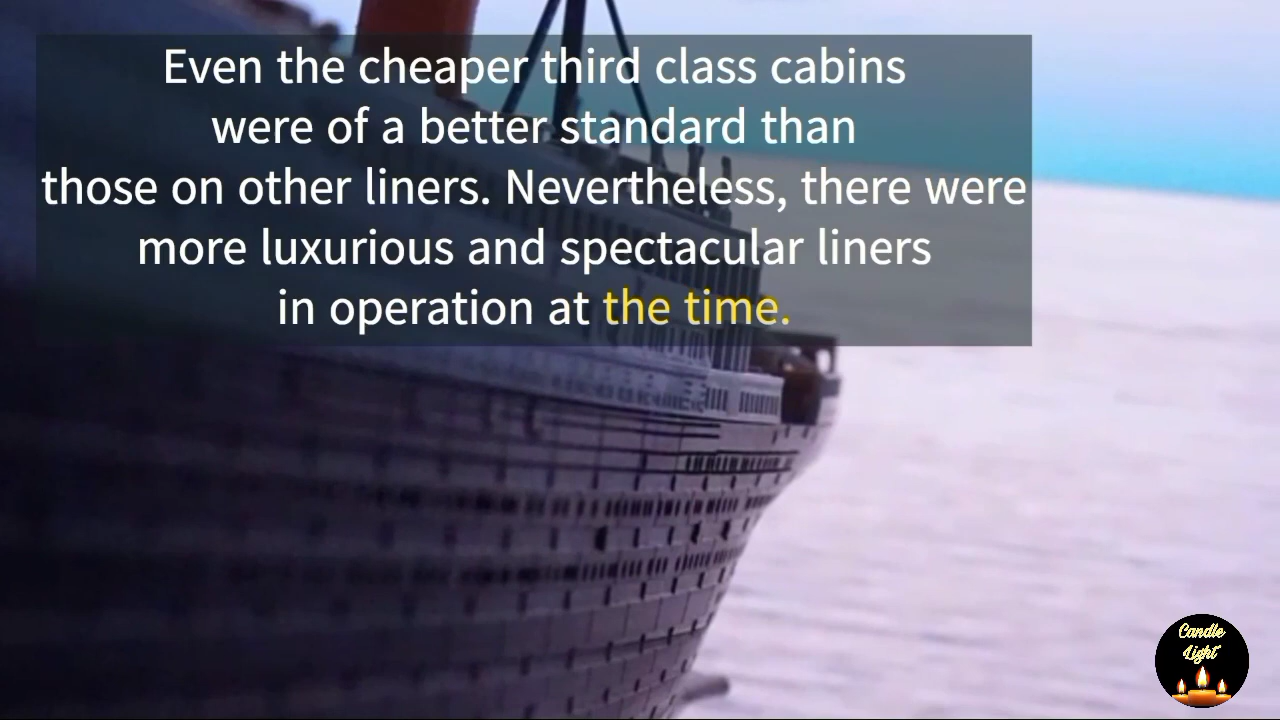 Even the cheaper third class cabins
were of a better standard than
those on other liners. Nevertheless, there were
more luxurious and spectacular liners
in operation at the time.
Candle
Light